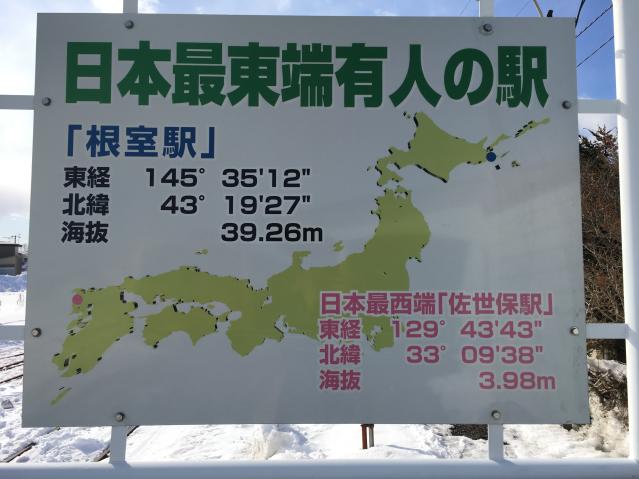 日本最東端有人の駅
「根室駅」
東経 145° 35'12"
北緯 43° 19'27"
海抜 39.26m
日本最西端「佐世保駅」
東経 129° 43'43"
北緯 33° 09'38"
海抜 3.98m